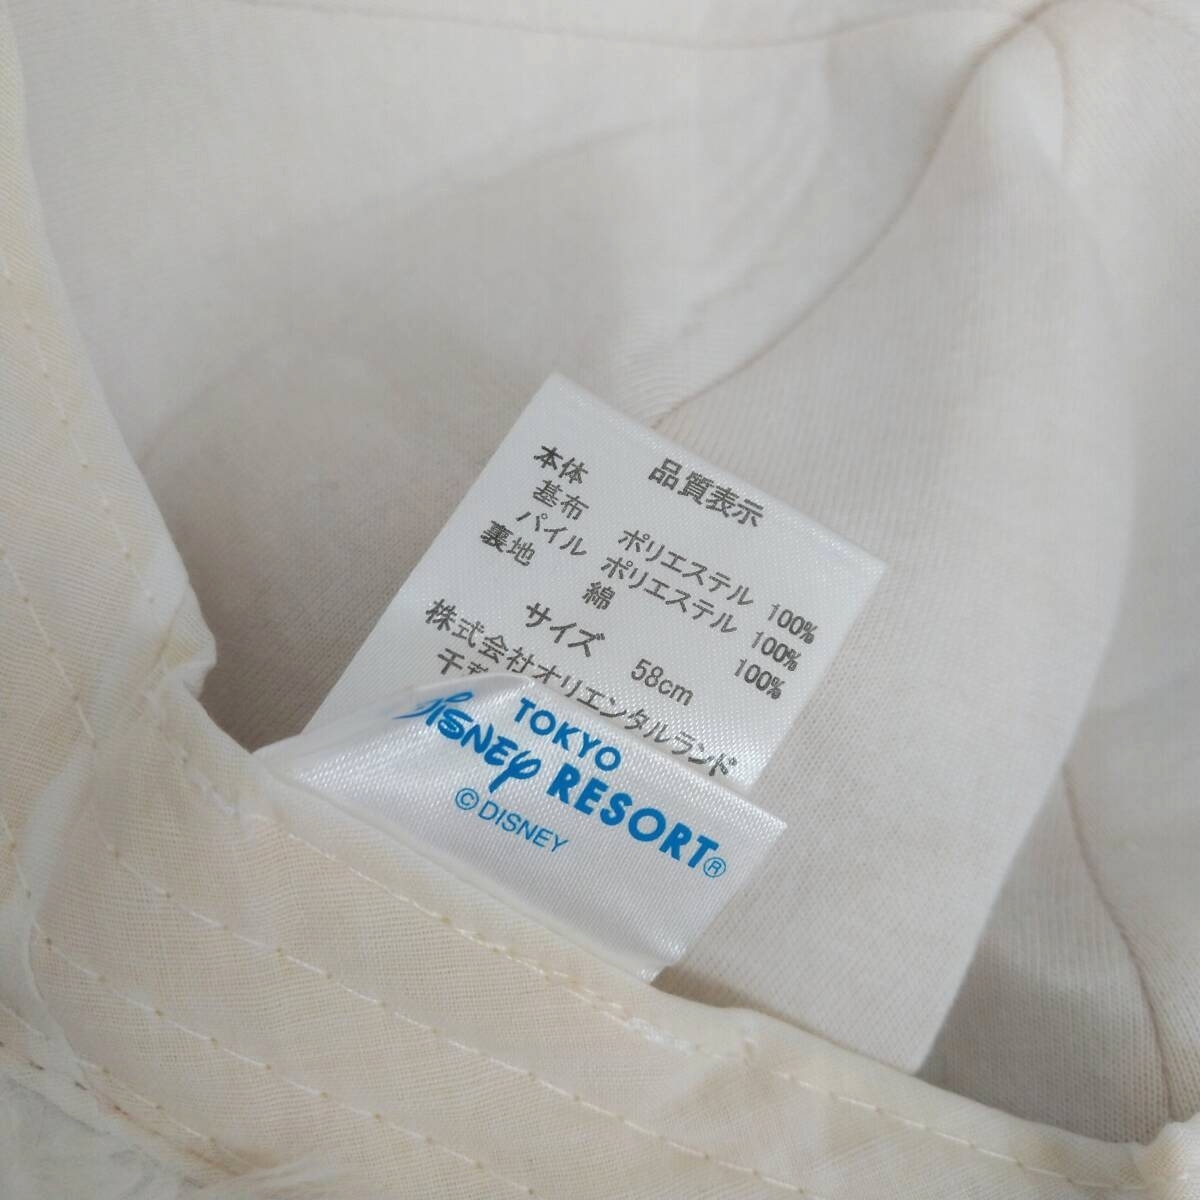 品質表示
本体
基布 ポリエステル 100%
パイル ポリエステル 100%
裏地 綿 100%
サイズ 58cm
株式会社オリエンタルランド
TOKYO
DISNEY RESORT®
© DISNEY